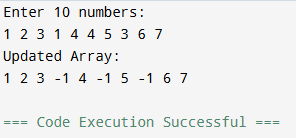 Enter 10 numbers:
1 2 3 1 4 4 5 3 6 7
Updated Array:
1 2 3 -1 4 -1 5 -1 6 7
=== Code Execution Successful ===